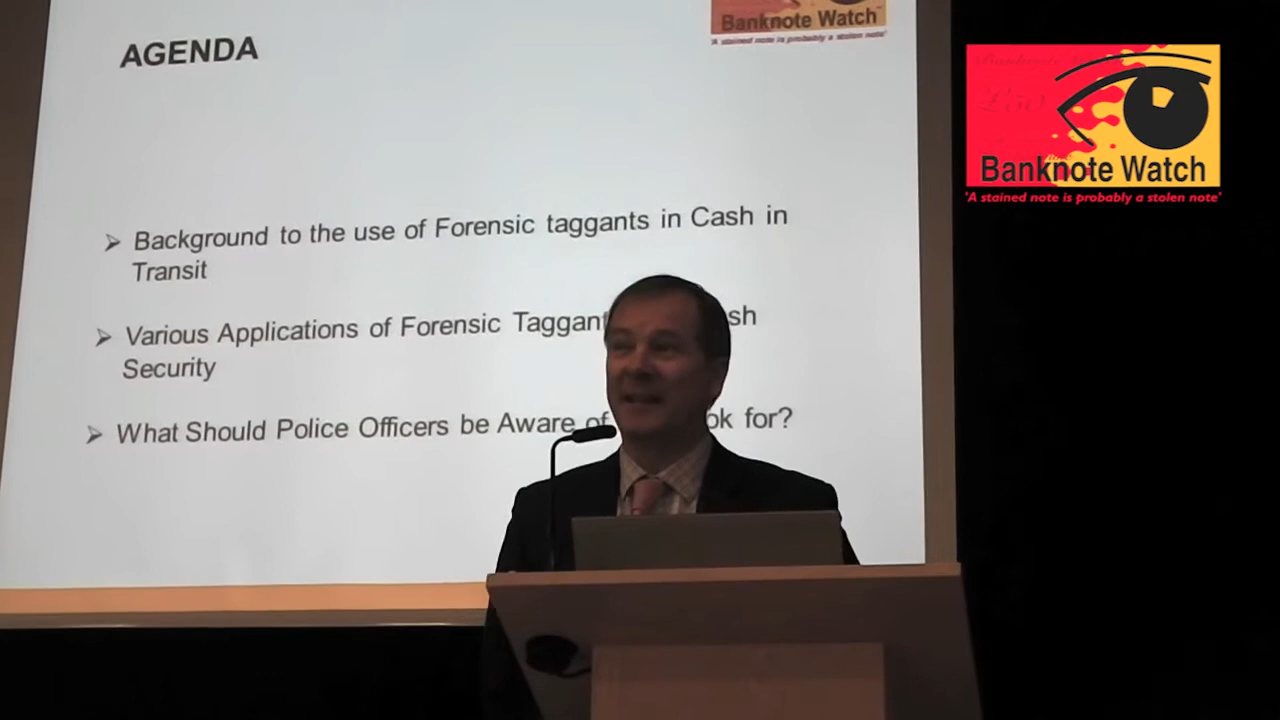 AGENDA
Banknote Watch
'A stained note is probably a stolen note'
Background to the use of Forensic taggants in Cash in
Transit
Various Applications of Forensic Taggant sh
Security
What Should Police Officers be Aware of ok for?
Banknote Watch
'A stained note is probably a stolen note'